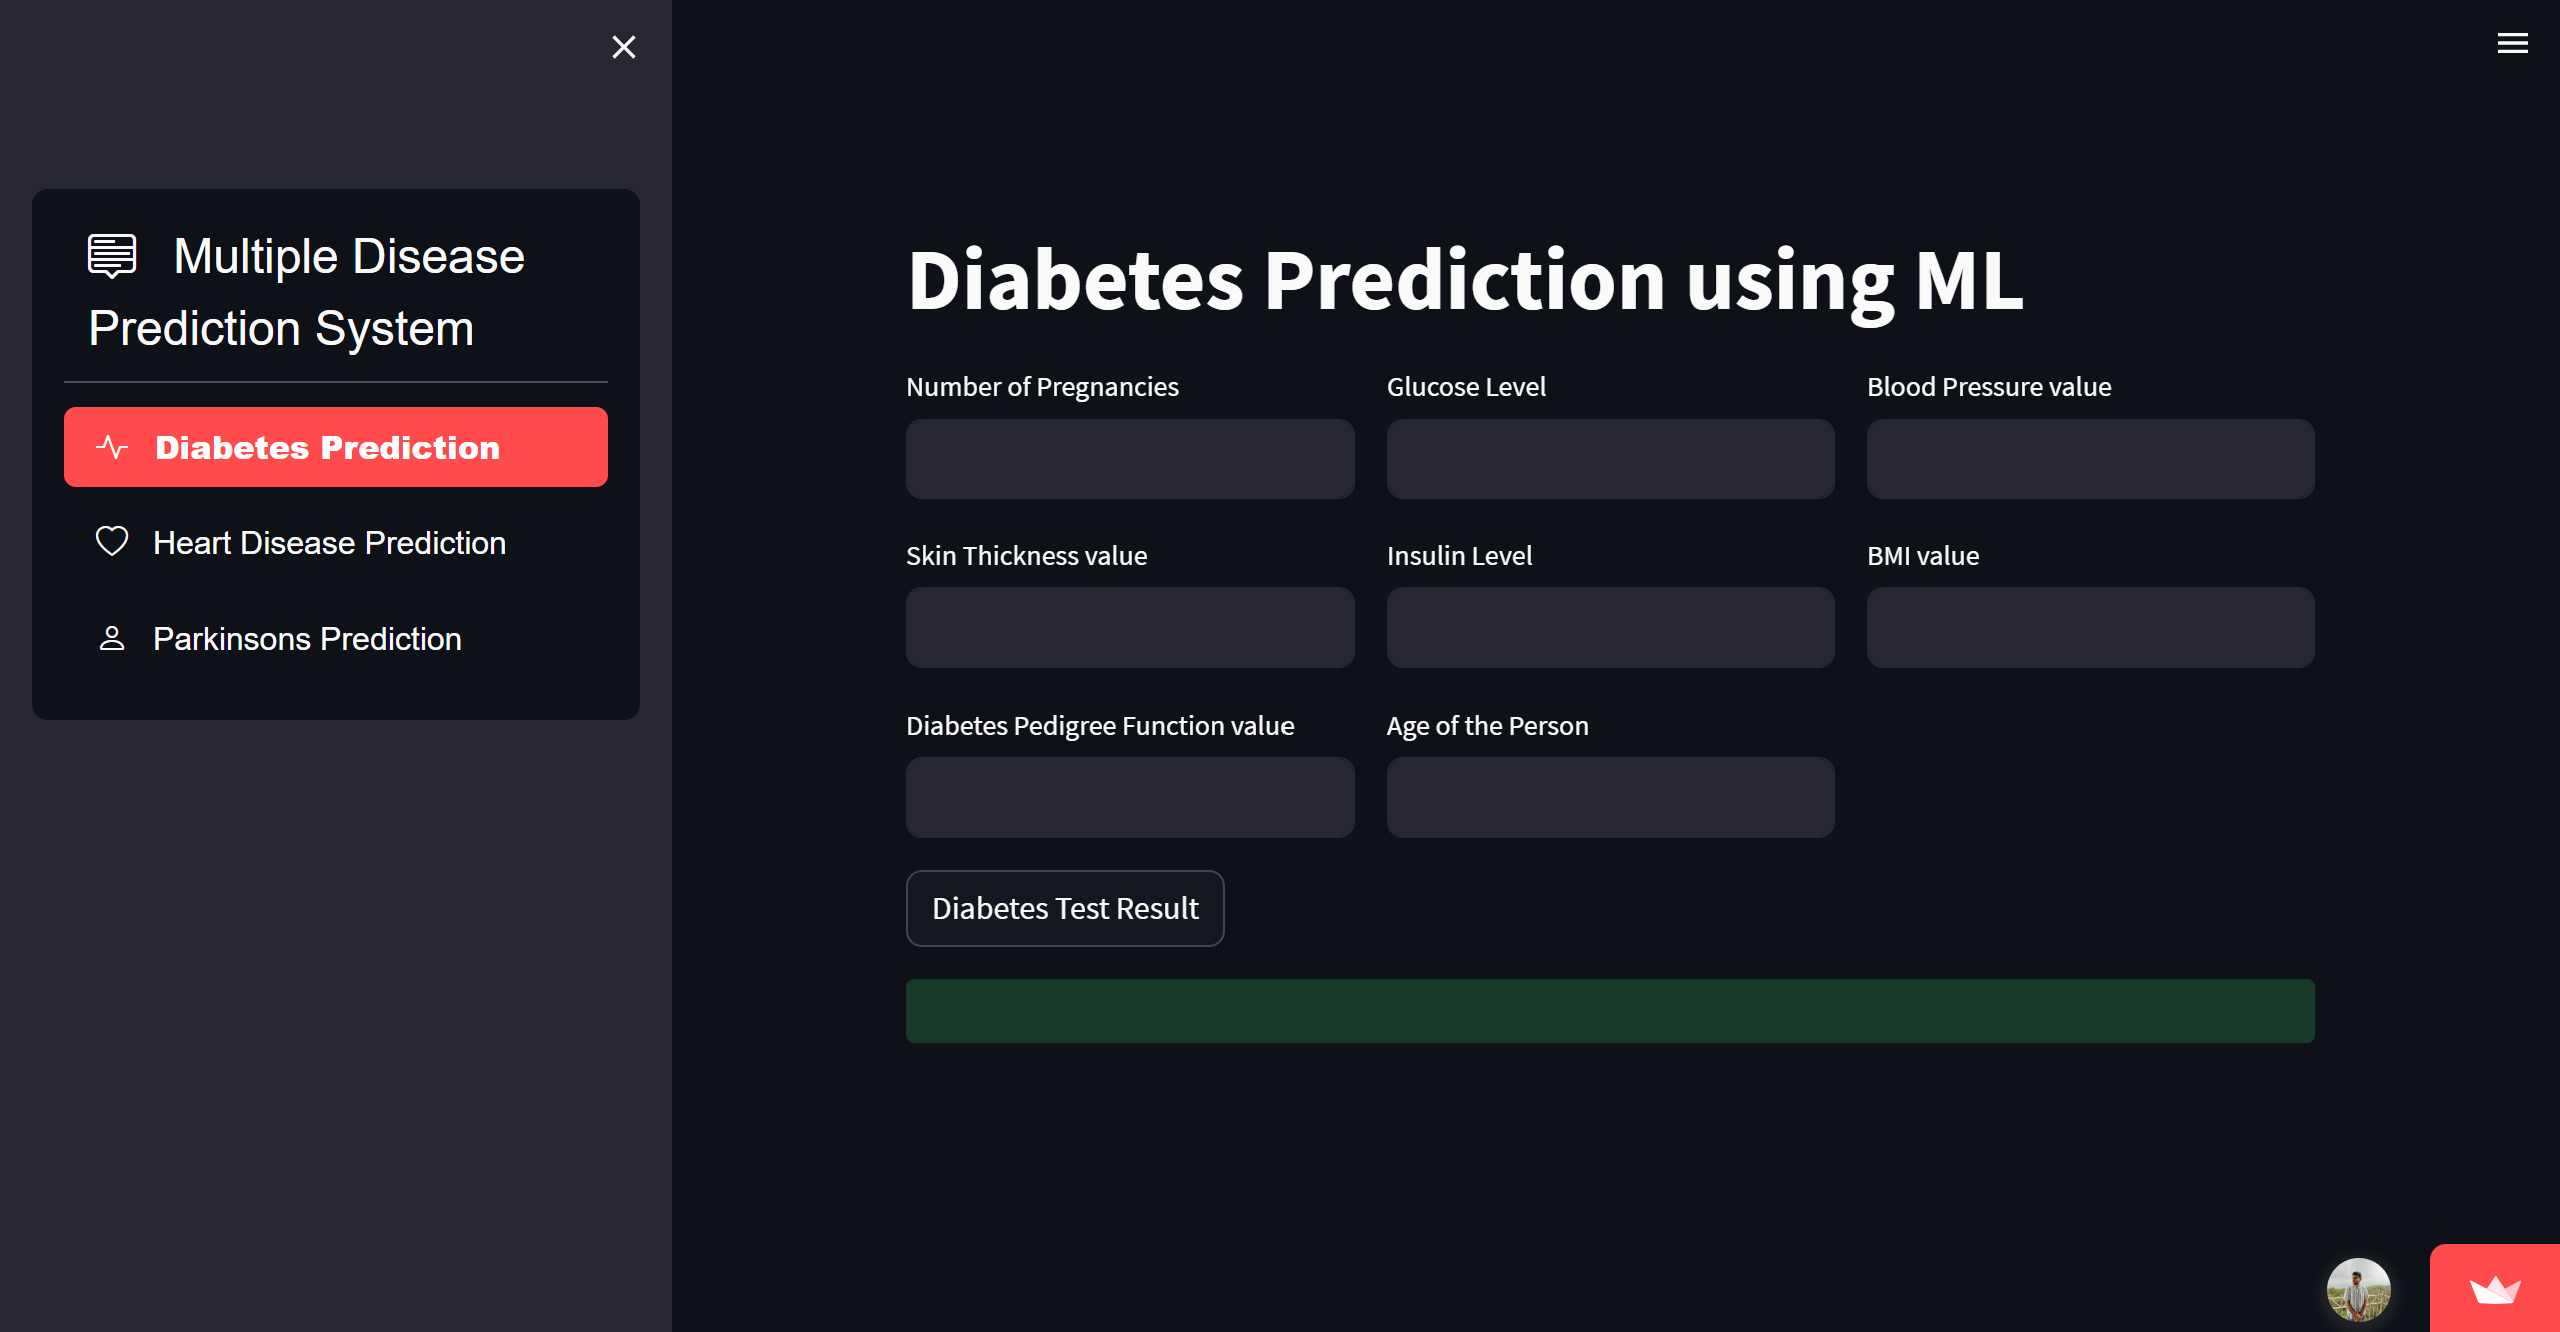 Multiple Disease
Prediction System
Diabetes Prediction
Heart Disease Prediction
Parkinsons Prediction
Diabetes Prediction using ML
Number of Pregnancies
Glucose Level
Blood Pressure value
Skin Thickness value
Insulin Level
BMI value
Diabetes Pedigree Function value
Age of the Person
Diabetes Test Result